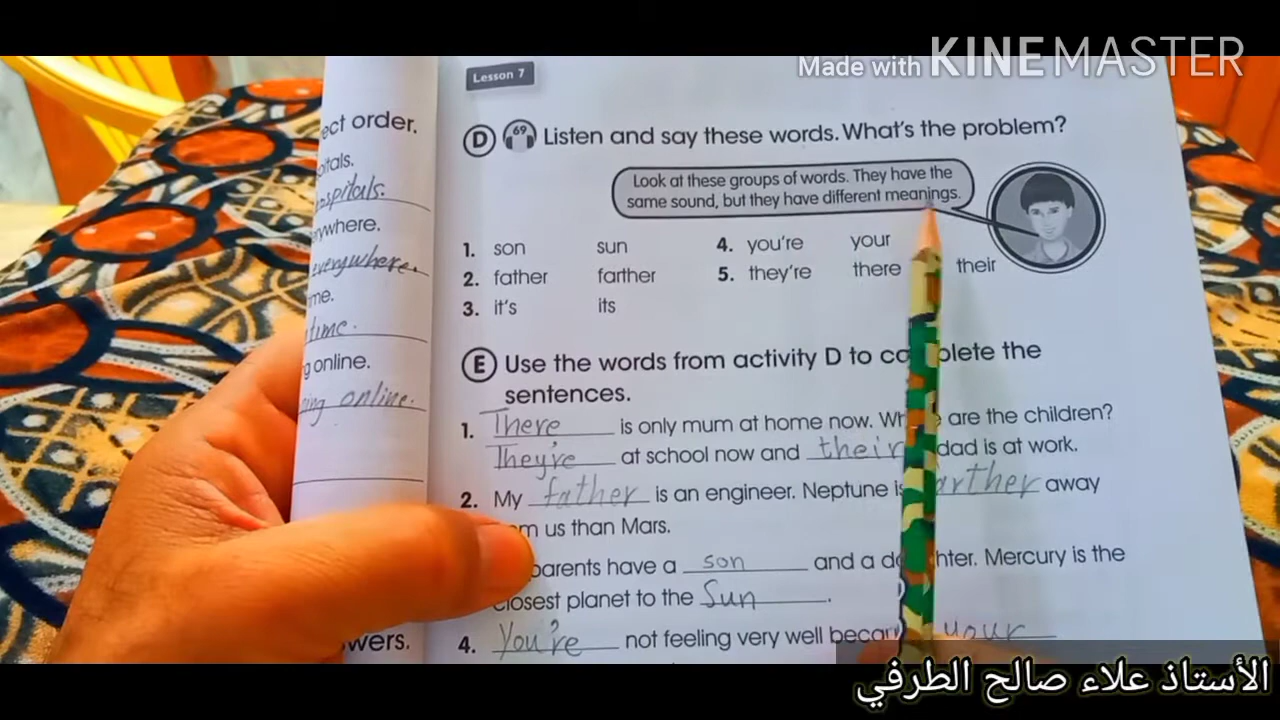 Made with KINEMASTER
Lesson 7
ect order.
pitals.
ospitals.
erywhere.
everywhere.
me.
time.
g online.
ing online.
wers.
D 69 Listen and say these words. What's the problem?
Look at these groups of words. They have the
same sound, but they have different meanings.
1. son sun 4. you're your
2. father farther 5. they're there their
3. it's its
E Use the words from activity D to co plete the
sentences.
1. There is only mum at home now. Wh e are the children?
They're at school now and their dad is at work.
2. My father is an engineer. Neptune is arther away
om us than Mars.
parents have a son and a da hter. Mercury is the
closest planet to the Sun.
4. You're not feeling very well becau your
الأستاذ علاء صالح الطرفي